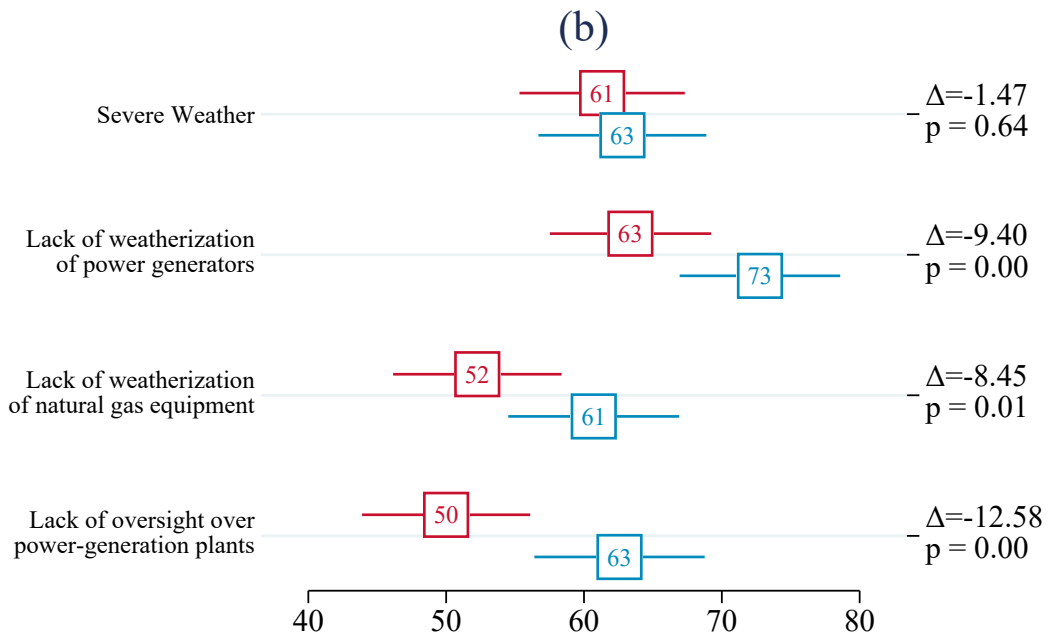 (b)
Severe Weather
61
63
Δ=-1.47
p = 0.64
Lack of weatherization
of power generators
63
73
Δ=-9.40
p = 0.00
Lack of weatherization
of natural gas equipment
52
61
Δ=-8.45
p = 0.01
Lack of oversight over
power-generation plants
50
63
Δ=-12.58
p = 0.00
40 50 60 70 80